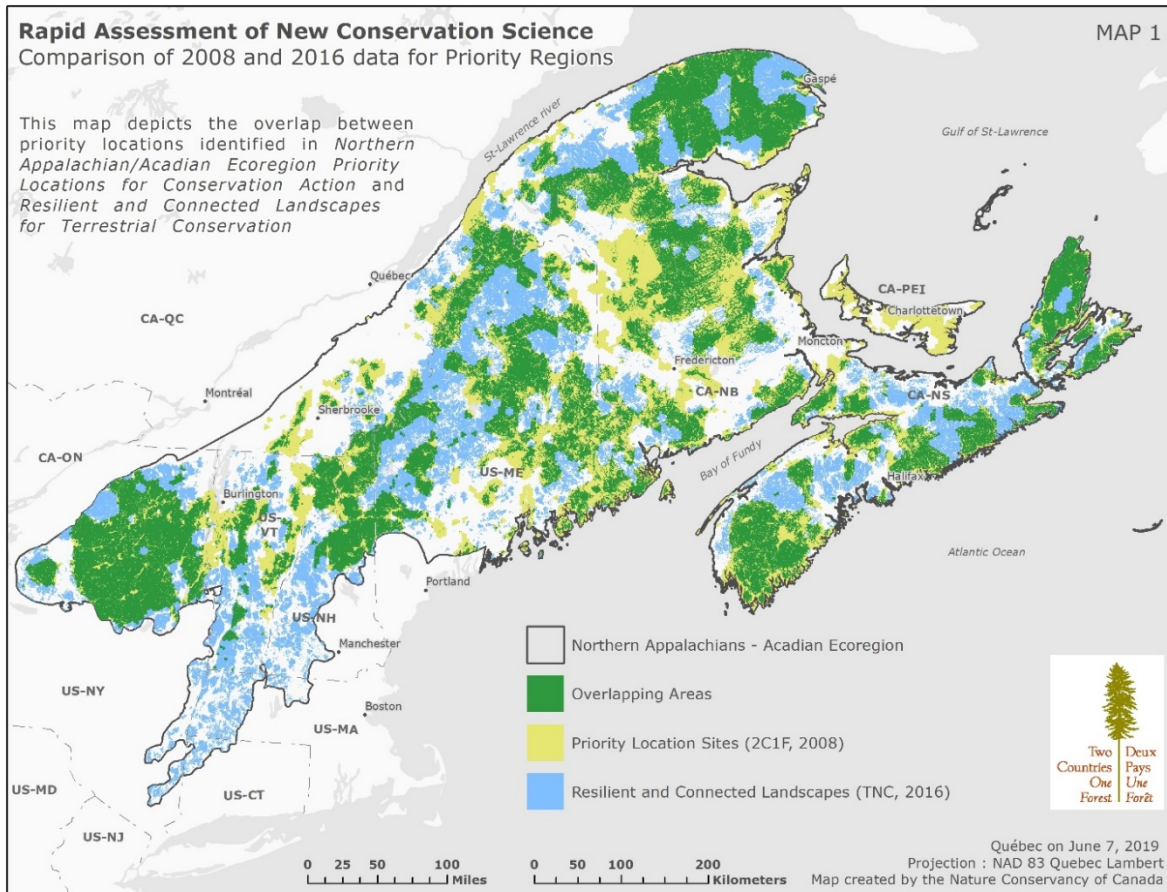 Rapid Assessment of New Conservation Science
Comparison of 2008 and 2016 data for Priority Regions
MAP 1
This map depicts the overlap between
priority locations identified in Northern
Appalachian/Acadian Ecoregion Priority
Locations for Conservation Action and
Resilient and Connected Landscapes
for Terrestrial Conservation
St-Lawrence river
Gaspé
Gulf of St-Lawrence
Québec
CA-QC
CA-PEI
Charlottetown
Moncton
Fredericton
CA-NB
CA-NS
Montréal
Sherbrooke
CA-ON
US-ME
Bay of Fundy
Halifax
Burlington
US-
VT
Atlantic Ocean
Portland
US-NH
Manchester
US-NY
Boston
US-MA
US-MD
US-CT
US-NJ
Northern Appalachians - Acadian Ecoregion
Overlapping Areas
Priority Location Sites (2C1F, 2008)
Resilient and Connected Landscapes (TNC, 2016)
Two Deux
Countries Pays
One Une
Forest Forêt
0 25 50 100
Miles
0 50 100 200
Kilometers
Québec on June 7, 2019
Projection : NAD 83 Quebec Lambert
Map created by the Nature Conservancy of Canada